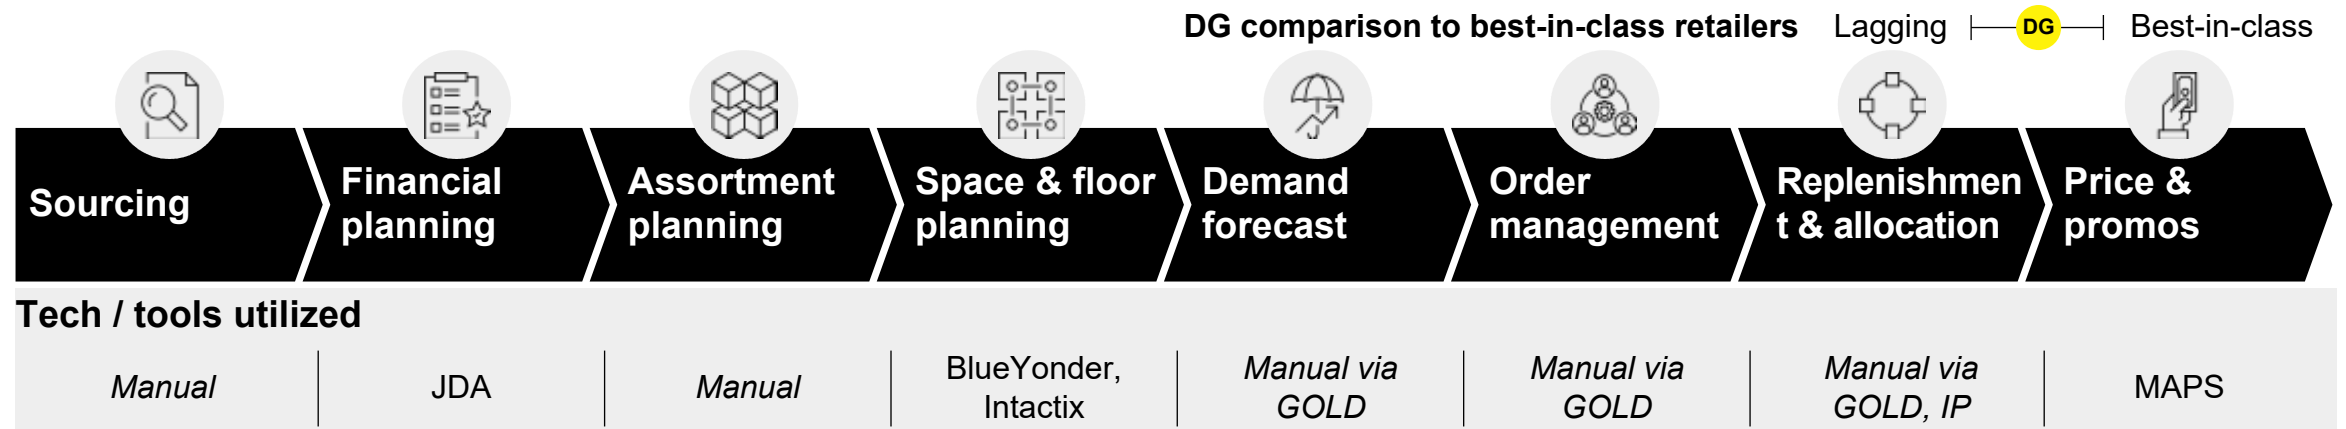 DG comparison to best-in-class retailers Lagging DG Best-in-class
Sourcing
Financial
planning
Assortment
planning
Space & floor
planning
Demand
forecast
Order
management
Replenishmen
t & allocation
Price &
promos
Tech / tools utilized
Manual
JDA
Manual
BlueYonder,
Intactix
Manual via
GOLD
Manual via
GOLD
Manual via
GOLD, IP
MAPS